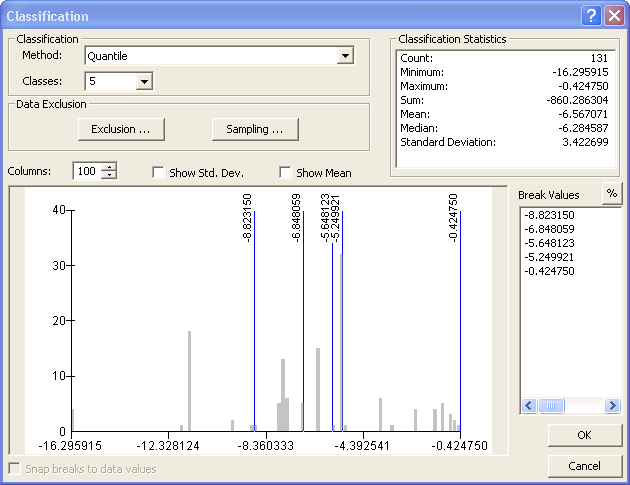 Classification
Classification
Method: Quantile
Classes: 5
Data Exclusion
Exclusion ... Sampling ...
Classification Statistics
Count: 131
Minimum: -16.295915
Maximum: -0.424750
Sum: -860.286304
Mean: -6.567071
Median: -6.284587
Standard Deviation: 3.422699
Columns: 100 Show Std. Dev. Show Mean
Break Values %
-8.823150
-6.848059
-5.648123
-5.249921
-0.424750
-8.823150
-6.848059
-5.648123
-5.249921
-0.424750
40
30
20
10
0
-16.295915 -12.328124 -8.360333 -4.392541 -0.424750
Snap breaks to data values
OK
Cancel